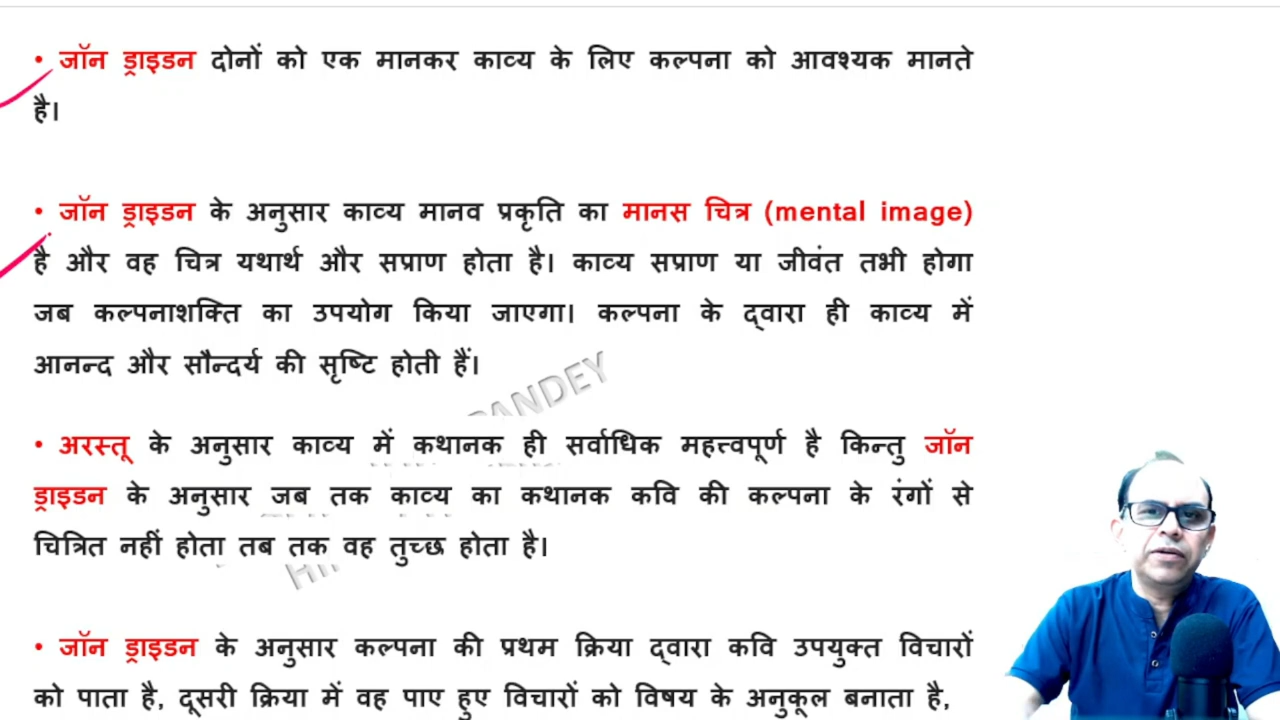 • जॉन ड्राइडन दोनों को एक मानकर काव्य के लिए कल्पना को आवश्यक मानते
है।
• जॉन ड्राइडन के अनुसार काव्य मानव प्रकृति का मानस चित्र (mental image)
है और वह चित्र यथार्थ और सप्राण होता है। काव्य सप्राण या जीवंत तभी होगा
जब कल्पनाशक्ति का उपयोग किया जाएगा। कल्पना के द्वारा ही काव्य में
आनन्द और सौन्दर्य की सृष्टि होती हैं।
PANDEY
• अरस्तू के अनुसार काव्य में कथानक ही सर्वाधिक महत्त्वपूर्ण है किन्तु जॉन
ड्राइडन के अनुसार जब तक काव्य का कथानक कवि की कल्पना के रंगों से
चित्रित नहीं होता तब तक वह तुच्छ होता है।
• जॉन ड्राइडन के अनुसार कल्पना की प्रथम क्रिया द्वारा कवि उपयुक्त विचारों
को पाता है, दूसरी क्रिया में वह पाए हुए विचारों को विषय के अनुकूल बनाता है,